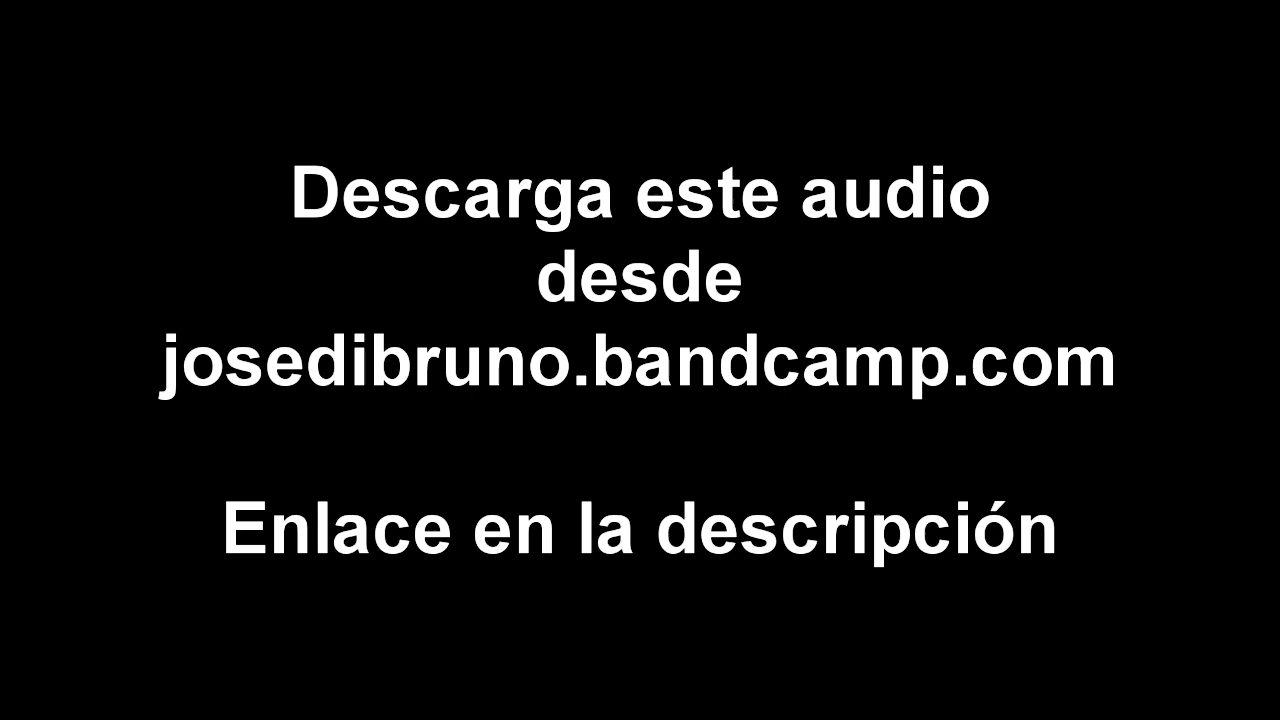 Descarga este audio
desde
josedibruno.bandcamp.com
Enlace en la descripción